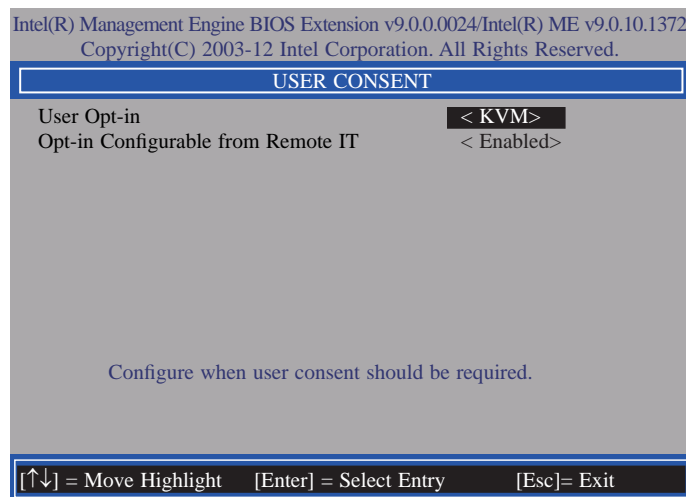 Intel(R) Management Engine BIOS Extension v9.0.0.0024/Intel(R) ME v9.0.10.1372
Copyright(C) 2003-12 Intel Corporation. All Rights Reserved.
USER CONSENT
User Opt-in < KVM>
Opt-in Configurable from Remote IT < Enabled>
Configure when user consent should be required.
[↑↓] = Move Highlight [Enter] = Select Entry [Esc]= Exit